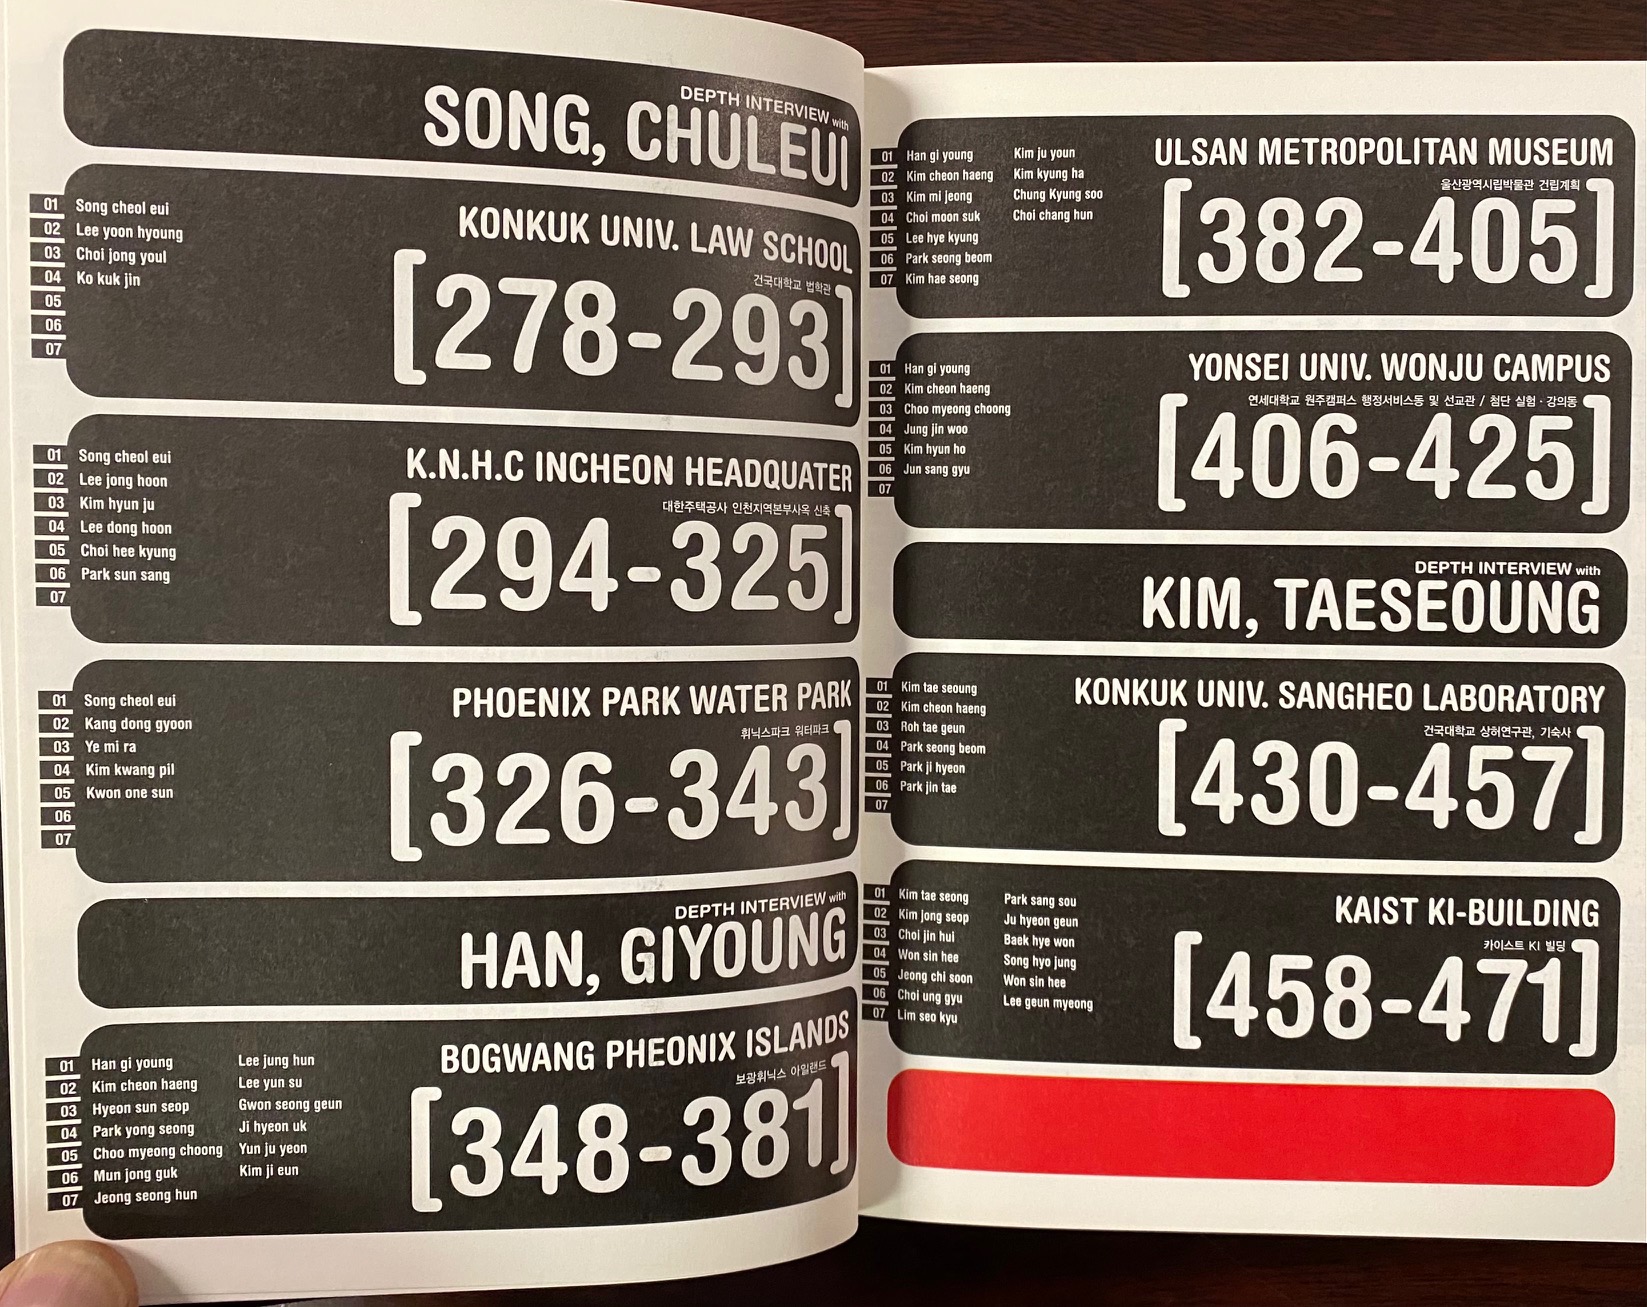 DEPTH INTERVIEW with
SONG, CHULEUI
01 Song cheol eui
02 Lee yoon hyoung
03 Choi jong youl
04 Ko kuk jin
05
06
07
KONKUK UNIV. LAW SCHOOL
건국대학교 법학관
[278-293]
01 Song cheol eui
02 Lee jong hoon
03 Kim hyun ju
04 Lee dong hoon
05 Choi hee kyung
06 Park sun sang
07
K.N.H.C INCHEON HEADQUATER
대한주택공사 인천지역본부사옥 신축
[294-325]
01 Song cheol eui
02 Kang dong gyoon
03 Ye mi ra
04 Kim kwang pil
05 Kwon one sun
06
07
PHOENIX PARK WATER PARK
휘닉스파크 워터파크
[326-343]
DEPTH INTERVIEW with
HAN, GIYOUNG
01 Han gi young Lee jung hun
02 Kim cheon haeng Lee yun su
03 Hyeon sun seop Gwon seong geun
04 Park yong seong Ji hyeon uk
05 Choo myeong choong Yun ju yeon
06 Mun jong guk Kim ji eun
07 Jeong seong hun
BOGWANG PHEONIX ISLANDS
보광휘닉스 아일랜드
[348-381]
01 Han gi young Kim ju youn
02 Kim cheon haeng Kim kyung ha
03 Kim mi jeong Chung Kyung soo
04 Choi moon suk Choi chang hun
05 Lee hye kyung
06 Park seong beom
07 Kim hae seong
ULSAN METROPOLITAN MUSEUM
울산광역시립박물관 건립계획
[382-405]
01 Han gi young
02 Kim cheon haeng
03 Choo myeong choong
04 Jung jin woo
05 Kim hyun ho
06 Jun sang gyu
07
YONSEI UNIV. WONJU CAMPUS
연세대학교 원주캠퍼스 행정서비스동 및 선교관 / 첨단 실험 · 강의동
[406-425]
DEPTH INTERVIEW with
KIM, TAESEOUNG
01 Kim tae seoung
02 Kim cheon haeng
03 Roh tae geun
04 Park seong beom
05 Park ji hyeon
06 Park jin tae
07
KONKUK UNIV. SANGHEO LABORATORY
건국대학교 상허연구관, 기숙사
[430-457]
01 Kim tae seong Park sang sou
02 Kim jong seop Ju hyeon geun
03 Choi jin hui Baek hye won
04 Won sin hee Song hyo jung
05 Jeong chi soon Won sin hee
06 Choi ung gyu Lee geun myeong
07 Lim seo kyu
KAIST KI-BUILDING
카이스트 KI 빌딩
[458-471]